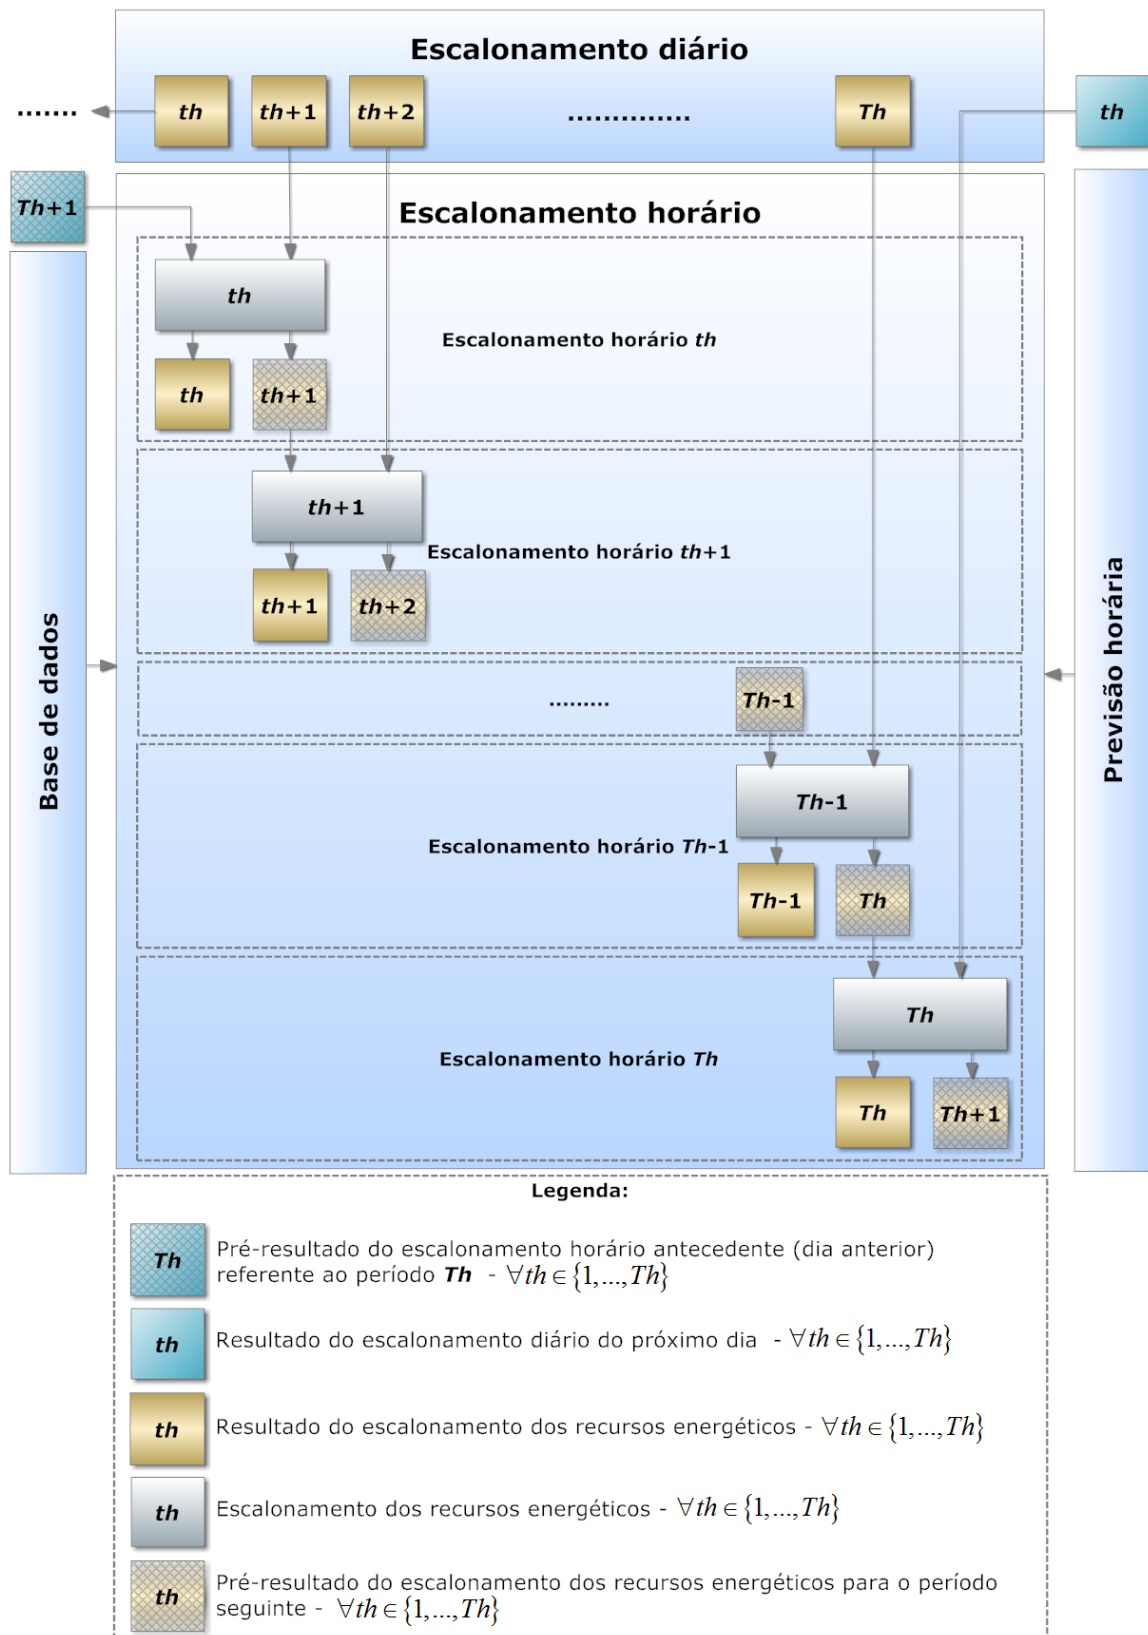 Escalonamento diário
....... th th+1 th+2 .............. Th th
Th+1
Escalonamento horário
th
Escalonamento horário th
th th+1
th+1
Escalonamento horário th+1
th+1 th+2
Base de dados
Previsão horária
......... Th-1
Th-1
Escalonamento horário Th-1
Th-1 Th
Th
Escalonamento horário Th
Th Th+1
Legenda:
Th Pré-resultado do escalonamento horário antecedente (dia anterior)
referente ao período Th - ∀th∈{1,...,Th}
th Resultado do escalonamento diário do próximo dia - ∀th∈{1,...,Th}
th Resultado do escalonamento dos recursos energéticos - ∀th∈{1,...,Th}
th Escalonamento dos recursos energéticos - ∀th∈{1,...,Th}
th Pré-resultado do escalonamento dos recursos energéticos para o período
seguinte - ∀th∈{1,...,Th}